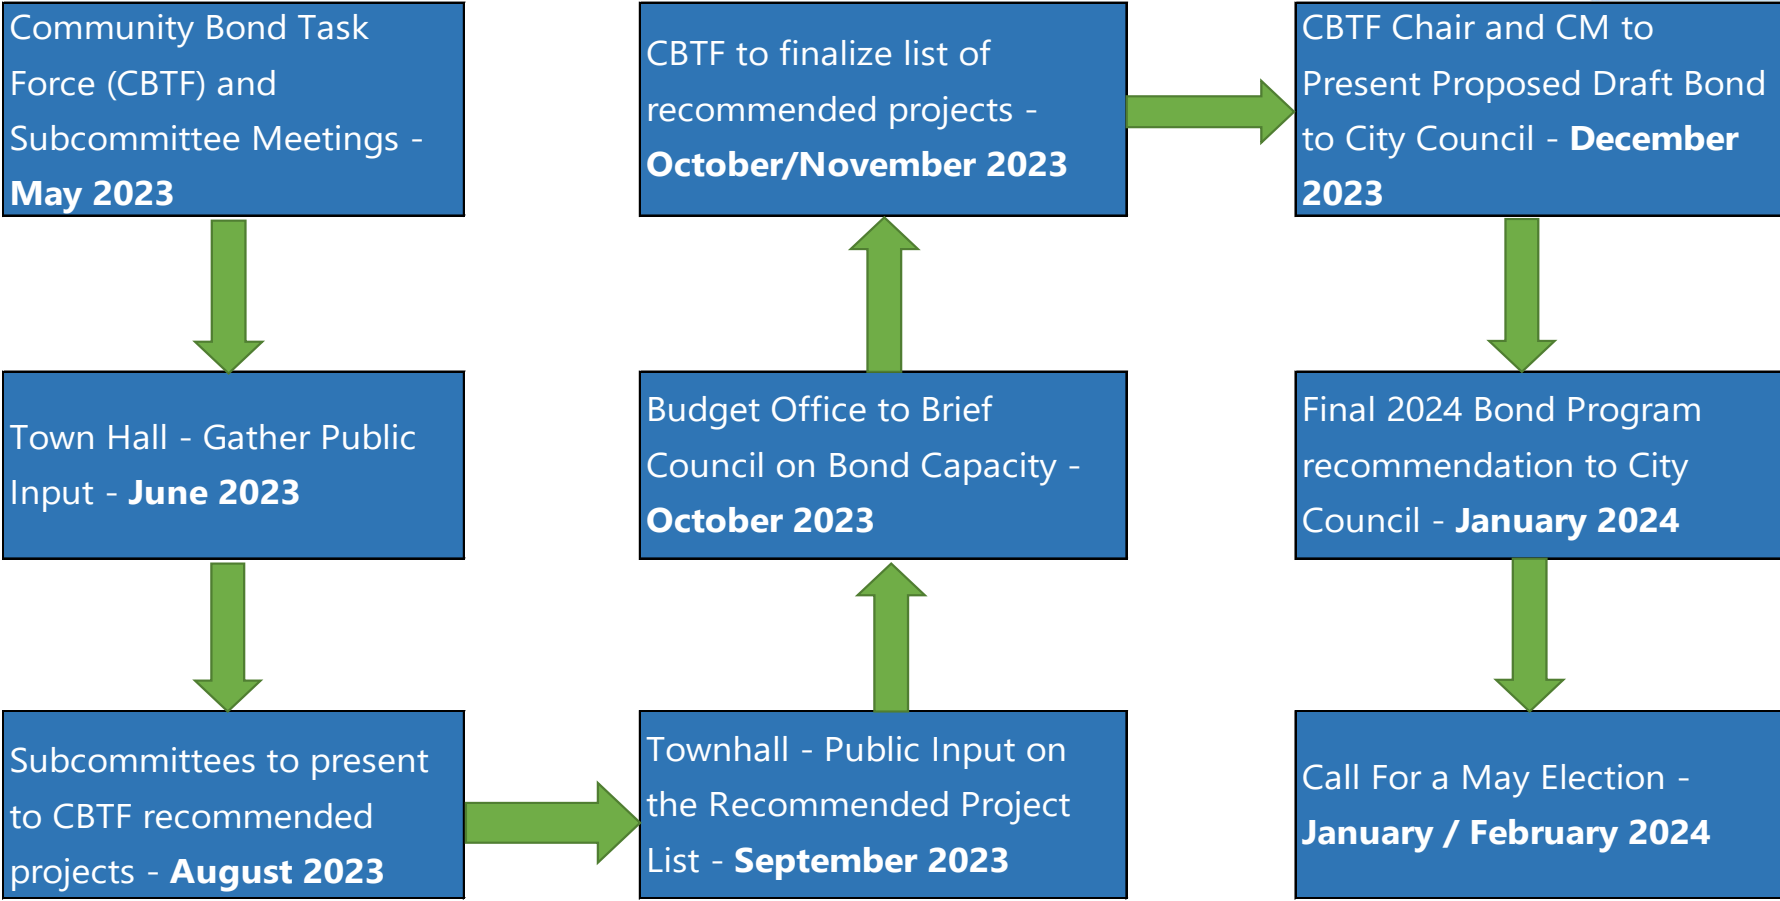 Community Bond Task
Force (CBTF) and
Subcommittee Meetings -
May 2023
Town Hall - Gather Public
Input - June 2023
Subcommittees to present
to CBTF recommended
projects - August 2023
Townhall - Public Input on
the Recommended Project
List - September 2023
Budget Office to Brief
Council on Bond Capacity -
October 2023
CBTF to finalize list of
recommended projects -
October/November 2023
CBTF Chair and CM to
Present Proposed Draft Bond
to City Council - December
2023
Final 2024 Bond Program
recommendation to City
Council - January 2024
Call For a May Election -
January / February 2024